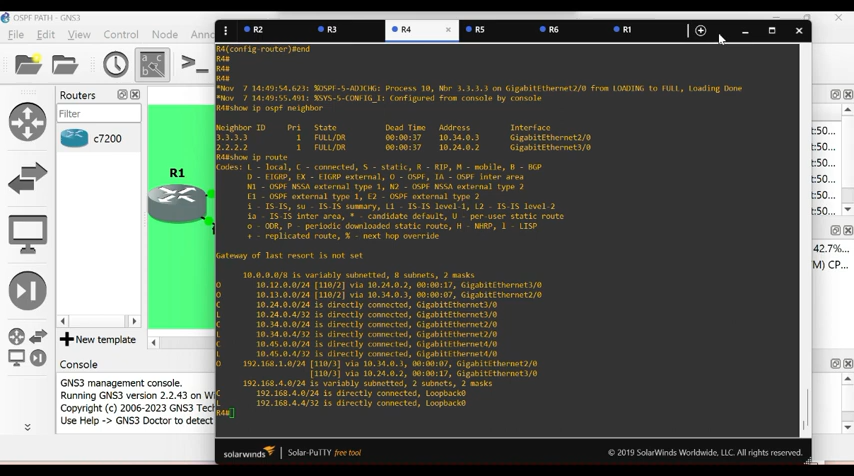 OSPF PATH - GNS3
File Edit View Control Node Anno
R2 R3 R4 × R5 R6 R1
Routers
Filter
c7200
R1
New template
Console
GNS3 management console.
Running GNS3 version 2.2.43 on W
Copyright (c) 2006-2023 GNS3 Tech
Use Help -> GNS3 Doctor to detect
R4(config-router)#end
R4#
R4#
R4#
*Nov 7 14:49:54.623: %OSPF-5-ADJCHG: Process 10, Nbr 3.3.3.3 on GigabitEthernet2/0 from LOADING to FULL, Loading Done
*Nov 7 14:49:55.491: %SYS-5-CONFIG_I: Configured from console by console
R4#show ip ospf neighbor
Neighbor ID Pri State Dead Time Address Interface
3.3.3.3 1 FULL/DR 00:00:37 10.34.0.3 GigabitEthernet2/0
2.2.2.2 1 FULL/DR 00:00:37 10.24.0.2 GigabitEthernet3/0
R4#show ip route
Codes: L - local, C - connected, S - static, R - RIP, M - mobile, B - BGP
D - EIGRP, EX - EIGRP external, O - OSPF, IA - OSPF inter area
N1 - OSPF NSSA external type 1, N2 - OSPF NSSA external type 2
E1 - OSPF external type 1, E2 - OSPF external type 2
i - IS-IS, su - IS-IS summary, L1 - IS-IS level-1, L2 - IS-IS level-2
ia - IS-IS inter area, * - candidate default, U - per-user static route
o - ODR, P - periodic downloaded static route, H - NHRP, l - LISP
+ - replicated route, % - next hop override
Gateway of last resort is not set
10.0.0.0/8 is variably subnetted, 8 subnets, 2 masks
O 10.12.0.0/24 [110/2] via 10.24.0.2, 00:00:17, GigabitEthernet3/0
O 10.13.0.0/24 [110/2] via 10.34.0.3, 00:00:07, GigabitEthernet2/0
C 10.24.0.0/24 is directly connected, GigabitEthernet3/0
L 10.24.0.4/32 is directly connected, GigabitEthernet3/0
C 10.34.0.0/24 is directly connected, GigabitEthernet2/0
L 10.34.0.4/32 is directly connected, GigabitEthernet2/0
C 10.45.0.0/24 is directly connected, GigabitEthernet4/0
L 10.45.0.4/32 is directly connected, GigabitEthernet4/0
O 192.168.1.0/24 [110/3] via 10.34.0.3, 00:00:07, GigabitEthernet2/0
[110/3] via 10.24.0.2, 00:00:17, GigabitEthernet3/0
192.168.4.0/24 is variably subnetted, 2 subnets, 2 masks
C 192.168.4.0/24 is directly connected, Loopback0
L 192.168.4.4/32 is directly connected, Loopback0
R4#
t:50...
t:50...
t:50...
t:50...
t:50...
42.7%...
TM) CP...
solarwinds Solar-PuTTY free tool
© 2019 SolarWinds Worldwide, LLC. All rights reserved.